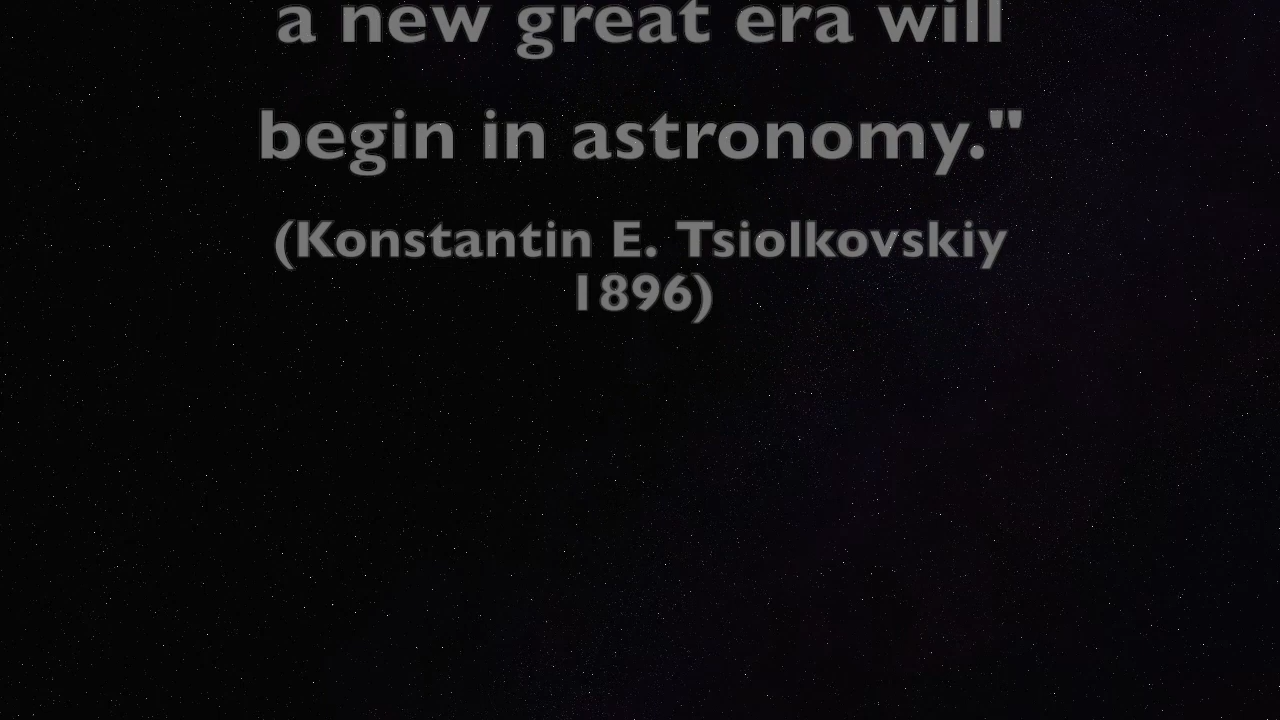 a new great era will
begin in astronomy."
(Konstantin E. Tsiolkovskiy
1896)